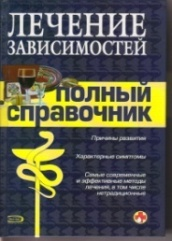 ЛЕЧЕНИЕ
ЗАВИСИМОСТЕЙ
ПОЛНЫЙ
СПРАВОЧНИК
Причины развития
Характерные симптомы
Самые современные
и эффективные методы
лечения, в том числе
нетрадиционные